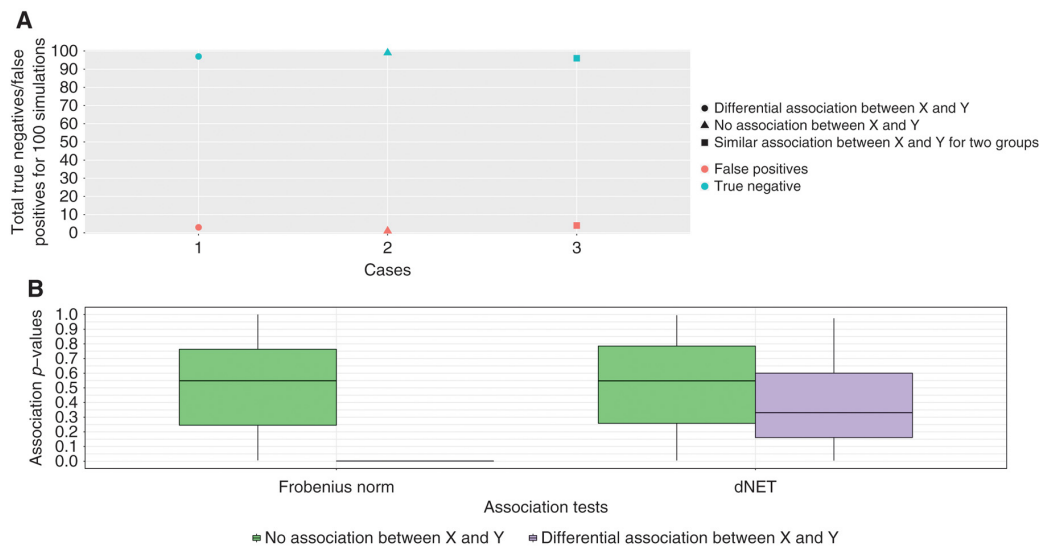 A
Total true negatives/false
positives for 100 simulations
100
90
80
70
60
50
40
30
20
10
0
1
2
3
Cases
Differential association between X and Y
No association between X and Y
Similar association between X and Y for two groups
False positives
True negative
B
Association p–values
1.0
0.9
0.8
0.7
0.6
0.5
0.4
0.3
0.2
0.1
0.0
Frobenius norm
dNET
Association tests
No association between X and Y
Differential association between X and Y